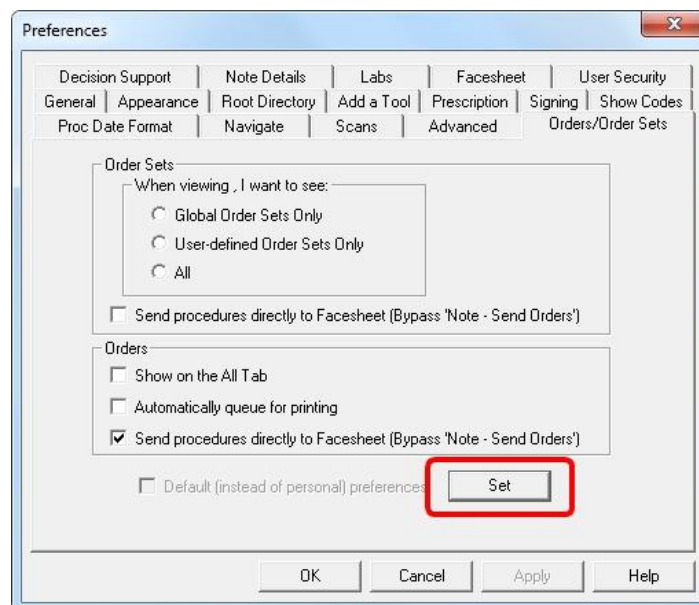 Preferences
Decision Support Note Details Labs Facesheet User Security
General Appearance Root Directory Add a Tool Prescription Signing Show Codes
Proc Date Format Navigate Scans Advanced Orders/Order Sets
Order Sets
When viewing , I want to see:
Global Order Sets Only
User-defined Order Sets Only
All
Send procedures directly to Facesheet (Bypass 'Note - Send Orders')
Orders
Show on the All Tab
Automatically queue for printing
Send procedures directly to Facesheet (Bypass 'Note - Send Orders')
Default (instead of personal) preferences Set
OK Cancel Apply Help